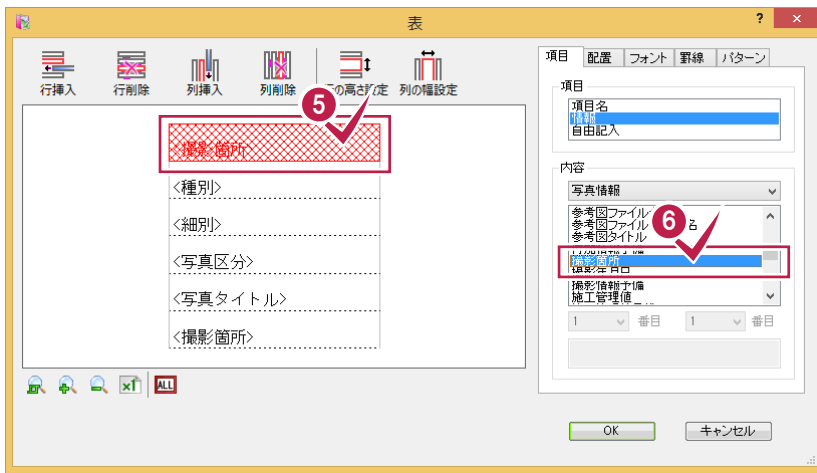 表
?
×
行挿入 行削除 列挿入 列削除 の高さ設定 列の幅設定
5
<撮影箇所>
<種別>
<細別>
<写真区分>
<写真タイトル>
<撮影箇所>
ALL
項目 配置 フォント 罫線 パターン
項目
項目名
情報
自由記入
内容
写真情報
参考図ファイル
参考図ファイル 名
参考図タイトル
6
撮影箇所
撮影年月日
撮影情報予備
施工管理値
1 番目 1 番目
OK キャンセル